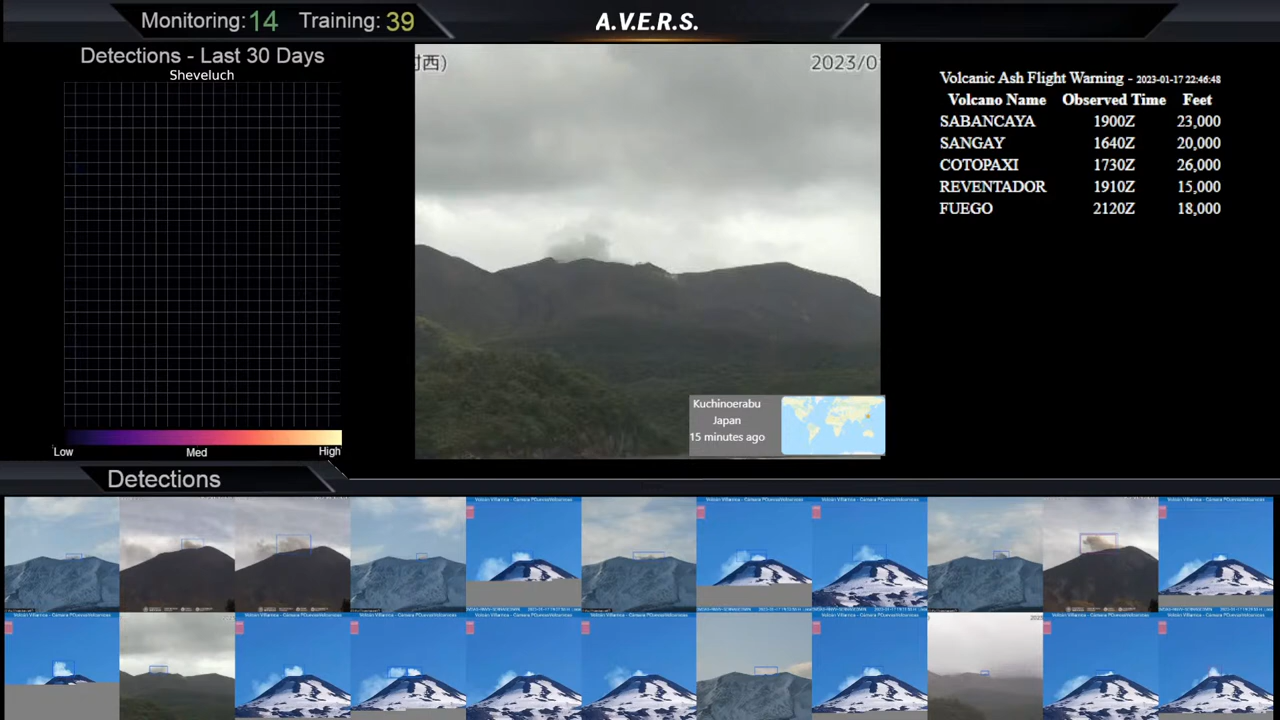 Monitoring: 14 Training: 39
A.V.E.R.S.
Detections - Last 30 Days
Sheveluch
Low Med High
西)
2023/0
Kuchinoerabu
Japan
15 minutes ago
Volcanic Ash Flight Warning - 2023-01-17 22:46:48
Volcano Name Observed Time Feet
SABANCAYA 1900Z 23,000
SANGAY 1640Z 20,000
COTOPAXI 1730Z 26,000
REVENTADOR 1910Z 15,000
FUEGO 2120Z 18,000
Detections